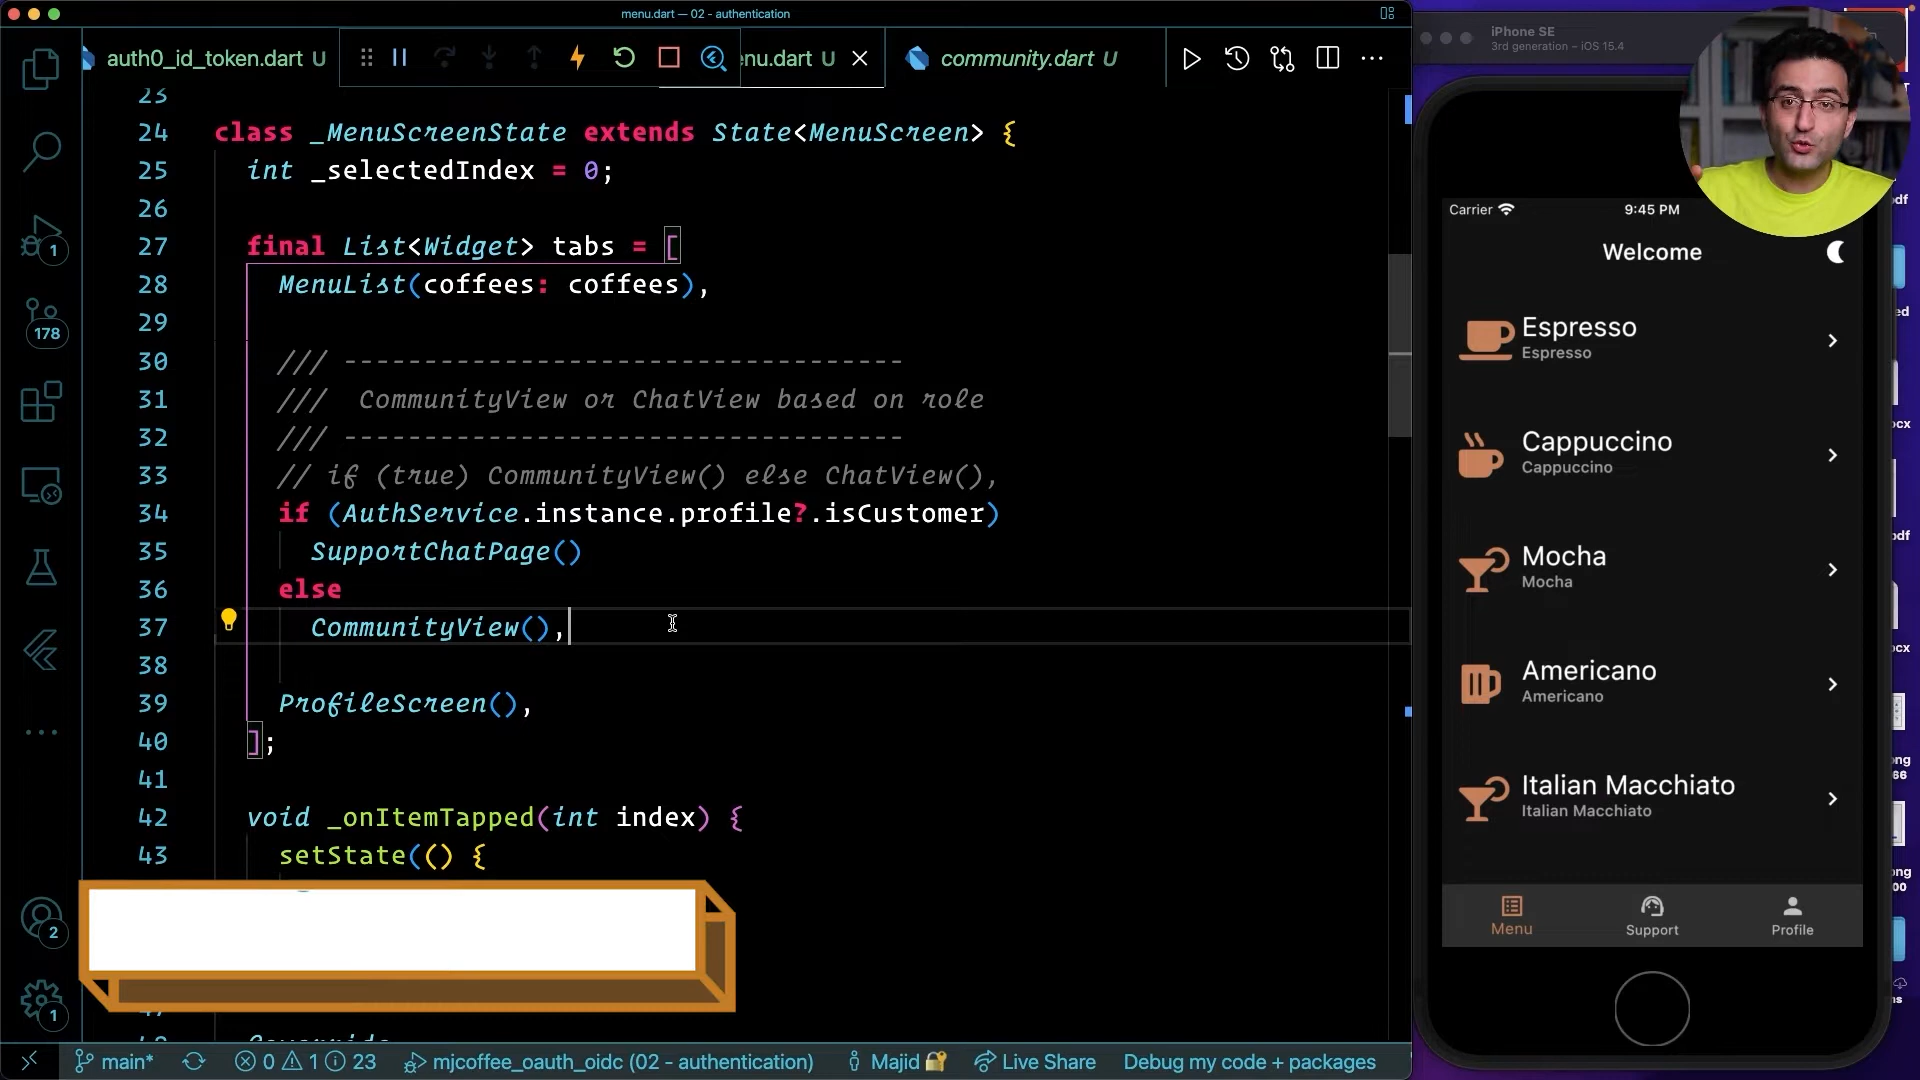 menu.dart — 02 - authentication
auth0_id_token.dart U
enu.dart U
community.dart U
23
24 class _MenuScreenState extends State<MenuScreen> {
25 int _selectedIndex = 0;
26
27 final List<Widget> tabs = [
28 MenuList(coffees: coffees),
29
30 /// -----------------------------------
31 /// CommunityView or ChatView based on role
32 /// -----------------------------------
33 // if (true) CommunityView() else ChatView(),
34 if (AuthService.instance.profile?.isCustomer)
35 SupportChatPage()
36 else
37 CommunityView(),
38
39 ProfileScreen(),
40 ];
41
42 void _onItemTapped(int index) {
43 setState(() {
1
178
2
1
main*
0
1
23
mjcoffee_oauth_oidc (02 - authentication)
Majid
Live Share
Debug my code + packages
iPhone SE
3rd generation – iOS 15.4
Carrier
9:45 PM
Welcome
Espresso
Espresso
Cappuccino
Cappuccino
Mocha
Mocha
Americano
Americano
Italian Macchiato
Italian Macchiato
Menu
Support
Profile